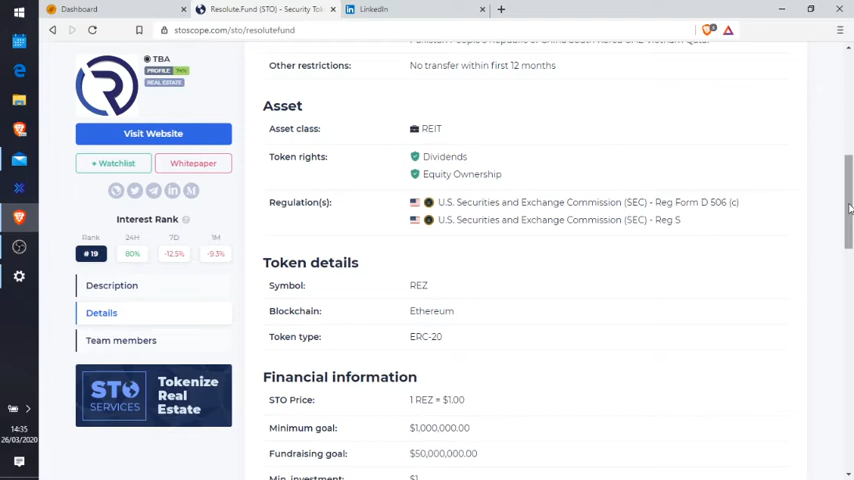 Dashboard
Resolute.Fund (STO) - Security Tok
LinkedIn
stoscope.com/sto/resolutefund
TBA
PROFILE
REAL ESTATE
Visit Website
+ Watchlist
Whitepaper
Interest Rank
Rank 24H 7D 1M
# 19 80% -12.5% -9.3%
Description
Details
Team members
STO
SERVICES
Tokenize
Real
Estate
Other restrictions: No transfer within first 12 months
Asset
Asset class: REIT
Token rights: Dividends
Equity Ownership
Regulation(s): U.S. Securities and Exchange Commission (SEC) - Reg Form D 506 (c)
U.S. Securities and Exchange Commission (SEC) - Reg S
Token details
Symbol: REZ
Blockchain: Ethereum
Token type: ERC-20
Financial information
STO Price: 1 REZ = $1.00
Minimum goal: $1,000,000.00
Fundraising goal: $50,000,000.00
Min. investment: $1
14:35
26/03/2020